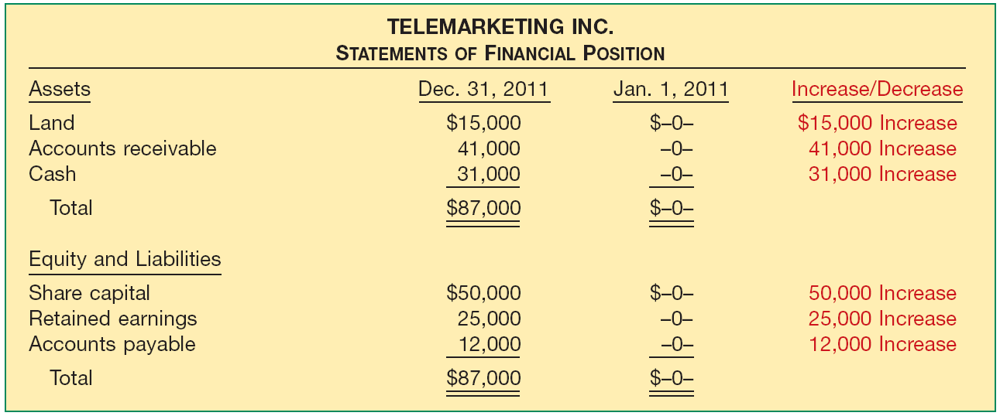 TELEMARKETING INC.
STATEMENTS OF FINANCIAL POSITION
Assets Dec. 31, 2011 Jan. 1, 2011 Increase/Decrease
Land $15,000 $–0– $15,000 Increase
Accounts receivable 41,000 –0– 41,000 Increase
Cash 31,000 –0– 31,000 Increase
Total $87,000 $–0–
Equity and Liabilities
Share capital $50,000 $–0– 50,000 Increase
Retained earnings 25,000 –0– 25,000 Increase
Accounts payable 12,000 –0– 12,000 Increase
Total $87,000 $–0–